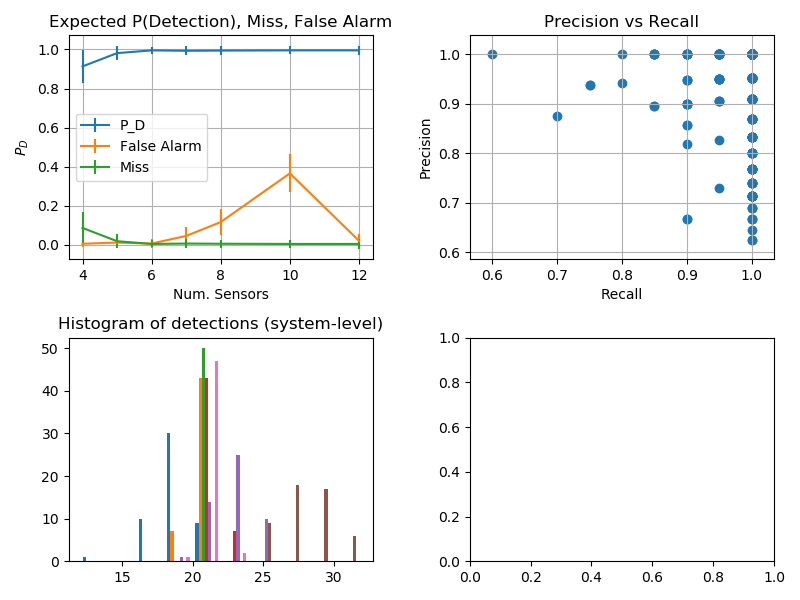 Expected P(Detection), Miss, False Alarm
1.0
0.8
0.6
0.4
0.2
0.0
P_D
P_D
False Alarm
Miss
4 6 8 10 12
Num. Sensors
Precision vs Recall
1.0
0.9
0.8
0.7
0.6
Precision
0.6 0.7 0.8 0.9 1.0
Recall
Histogram of detections (system-level)
50
40
30
20
10
0
15 20 25 30
1.0
0.8
0.6
0.4
0.2
0.0
0.0 0.2 0.4 0.6 0.8 1.0